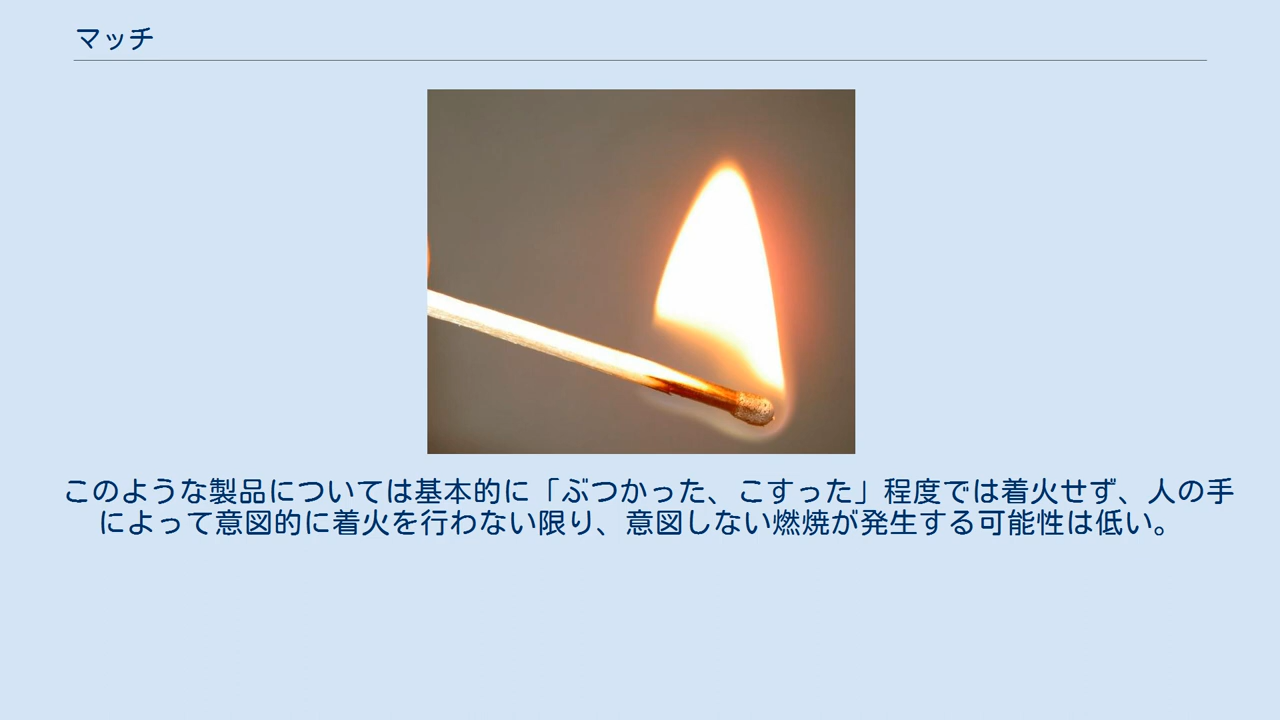 マッチ
このような製品については基本的に「ぶつかった、こすった」程度では着火せず、人の手
によって意図的に着火を行わない限り、意図しない燃焼が発生する可能性は低い。